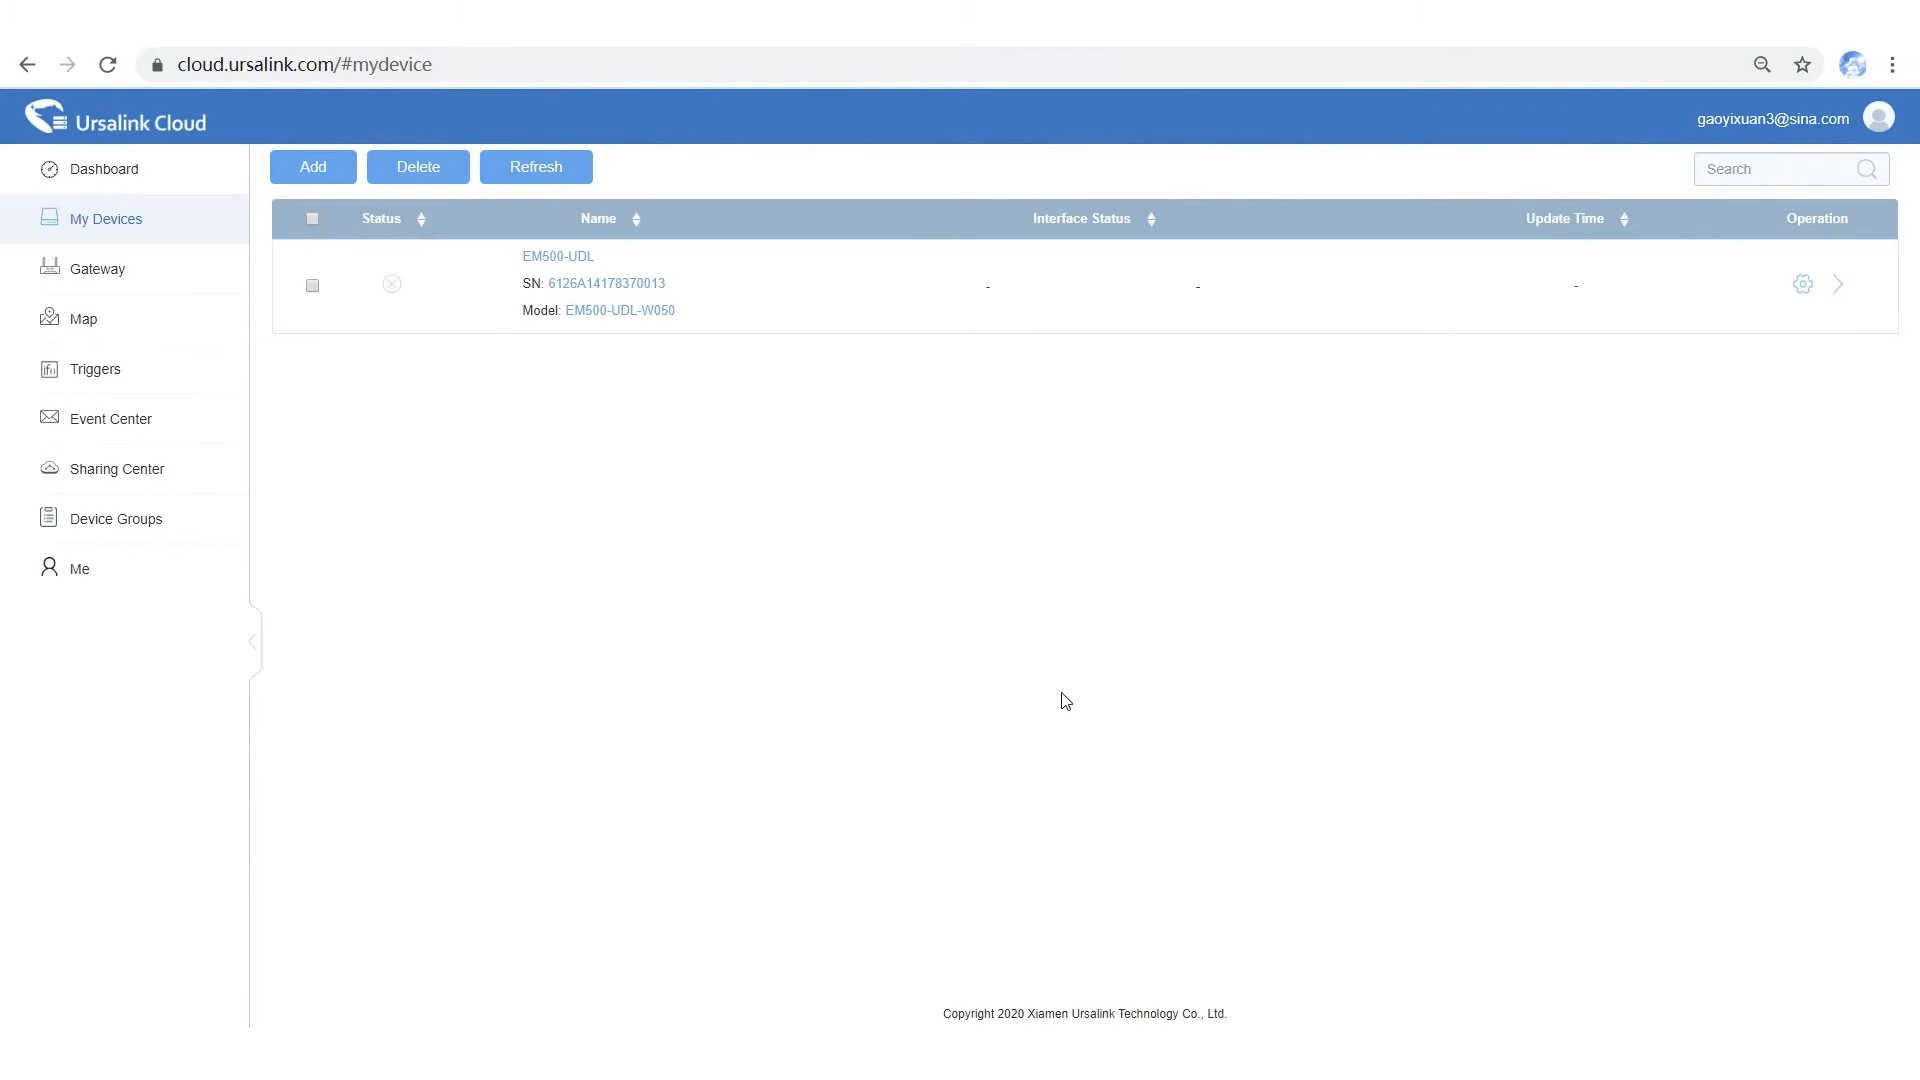 cloud.ursalink.com/#mydevice
Ursalink Cloud
gaoyixuan3@sina.com
Dashboard
My Devices
Gateway
Map
Triggers
Event Center
Sharing Center
Device Groups
Me
Add Delete Refresh
Search
Status Name Interface Status Update Time Operation
EM500-UDL
SN: 6126A14178370013
- - -
Model: EM500-UDL-W050
Copyright 2020 Xiamen Ursalink Technology Co., Ltd.